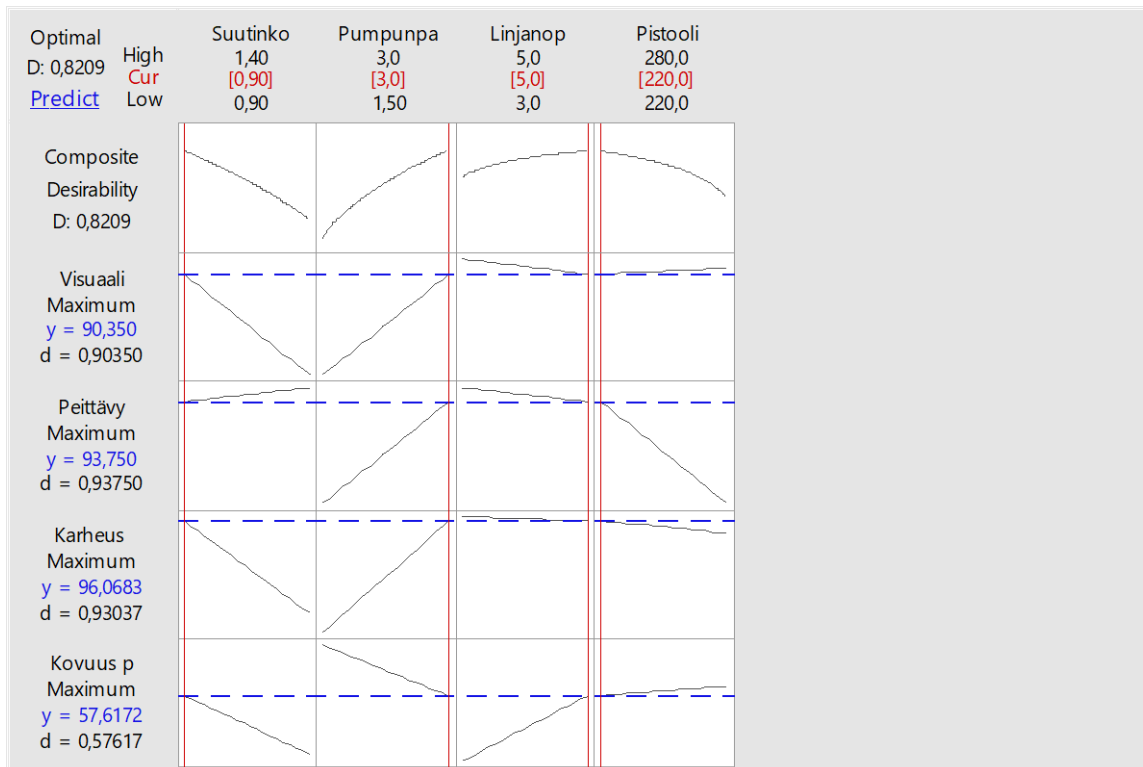 Optimal
D: 0,8209
Predict
High
Cur
Low
Suutinko
1,40
[0,90]
0,90
Pumpunpa
3,0
[3,0]
1,50
Linjanop
5,0
[5,0]
3,0
Pistooli
280,0
[220,0]
220,0
Composite
Desirability
D: 0,8209
Visuaali
Maximum
y = 90,350
d = 0,90350
Peittävy
Maximum
y = 93,750
d = 0,93750
Karheus
Maximum
y = 96,0683
d = 0,93037
Kovuus p
Maximum
y = 57,6172
d = 0,57617